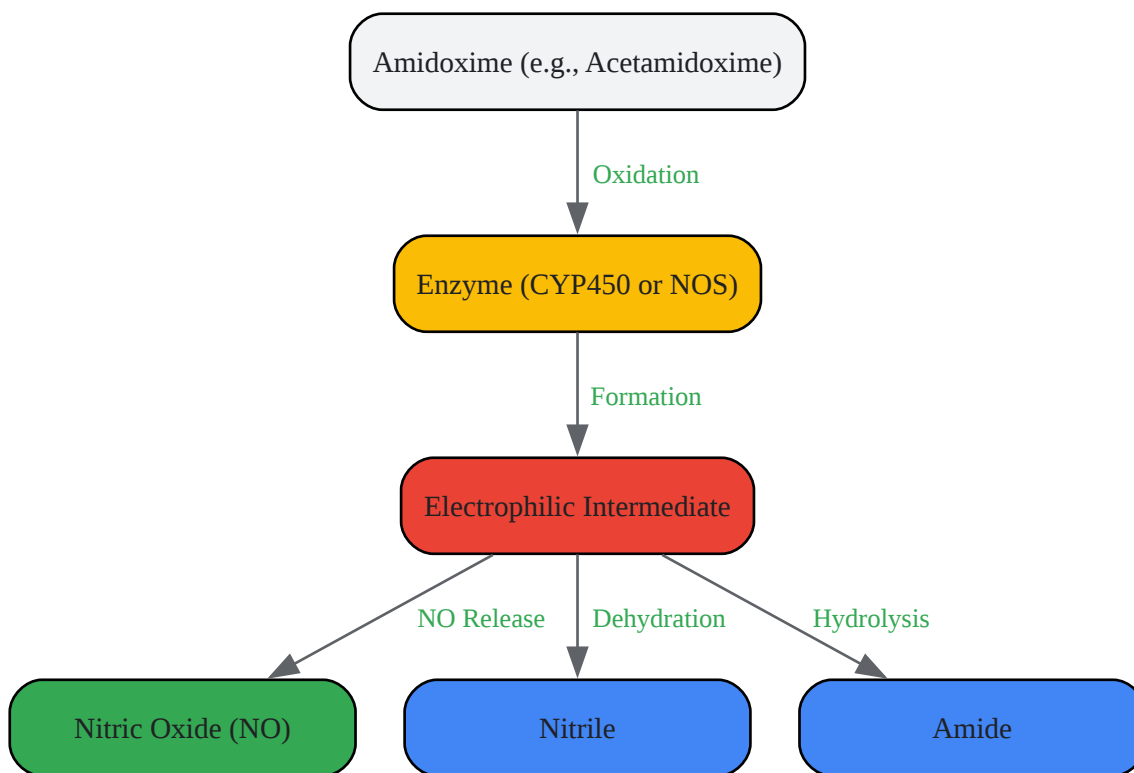 Amidoxime (e.g., Acetamidoxime)
Oxidation
Enzyme (CYP450 or NOS)
Formation
Electrophilic Intermediate
NO Release
Dehydration
Hydrolysis
Nitric Oxide (NO)
Nitrile
Amide